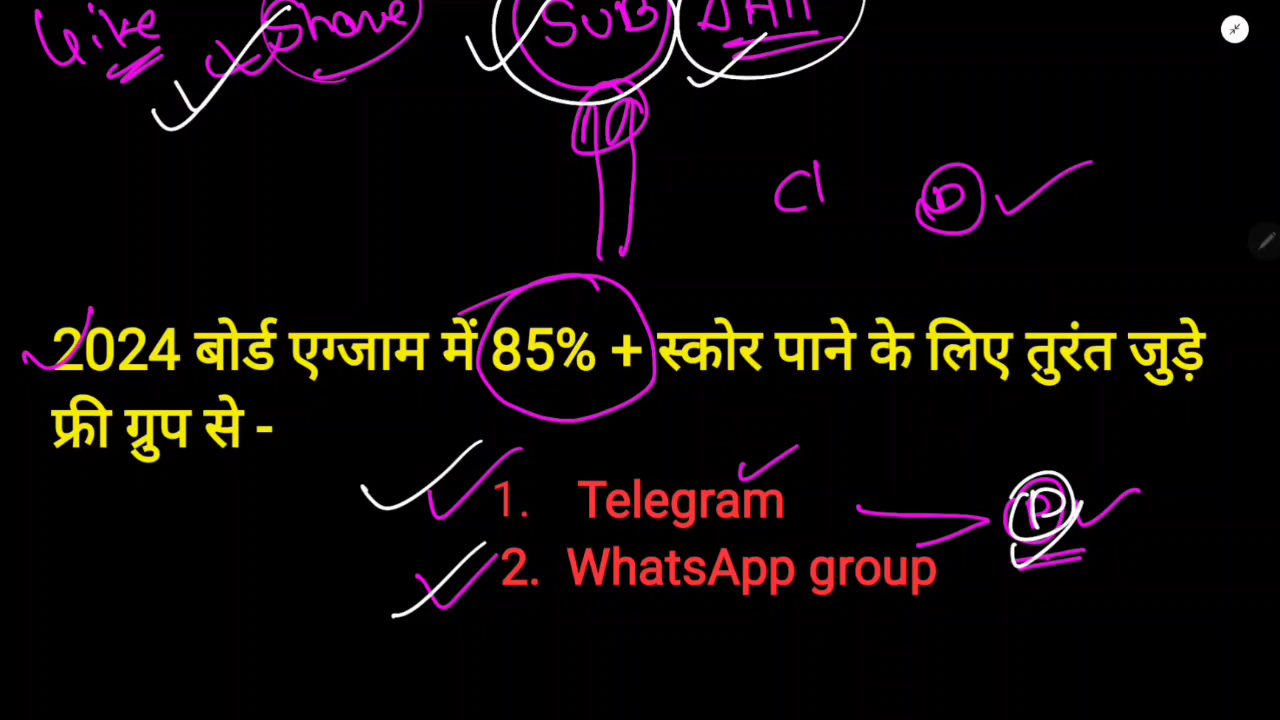 Like Share SUB
D
2024 बोर्ड एग्जाम में 85% + स्कोर पाने के लिए तुरंत जुड़े
फ्री ग्रुप से -
1. Telegram
2. WhatsApp group